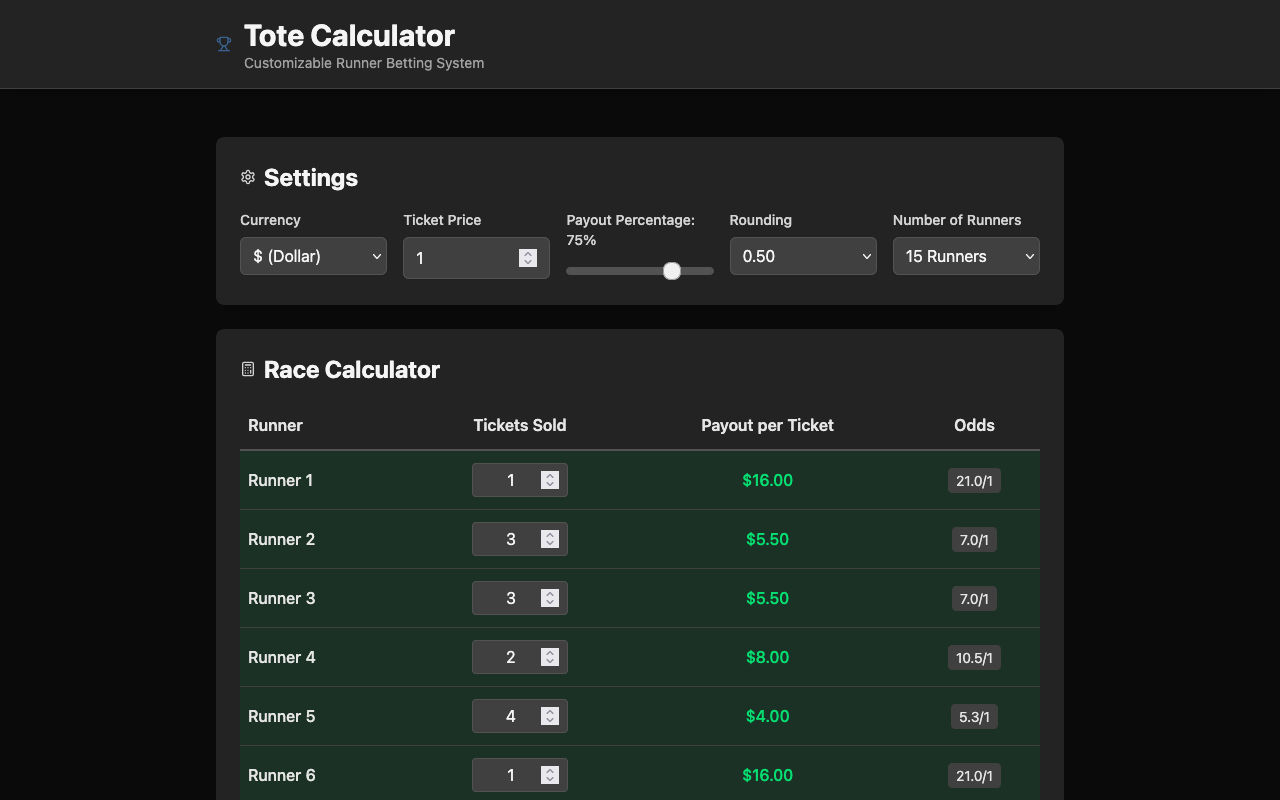 Tote Calculator
Customizable Runner Betting System
Settings
Currency
Ticket Price
Payout Percentage: 75%
Rounding
Number of Runners
$ (Dollar)
1
0.50
15 Runners
Race Calculator
Runner Tickets Sold Payout per Ticket Odds
Runner 1 1 $16.00 21.0/1
Runner 2 3 $5.50 7.0/1
Runner 3 3 $5.50 7.0/1
Runner 4 2 $8.00 10.5/1
Runner 5 4 $4.00 5.3/1
Runner 6 1 $16.00 21.0/1